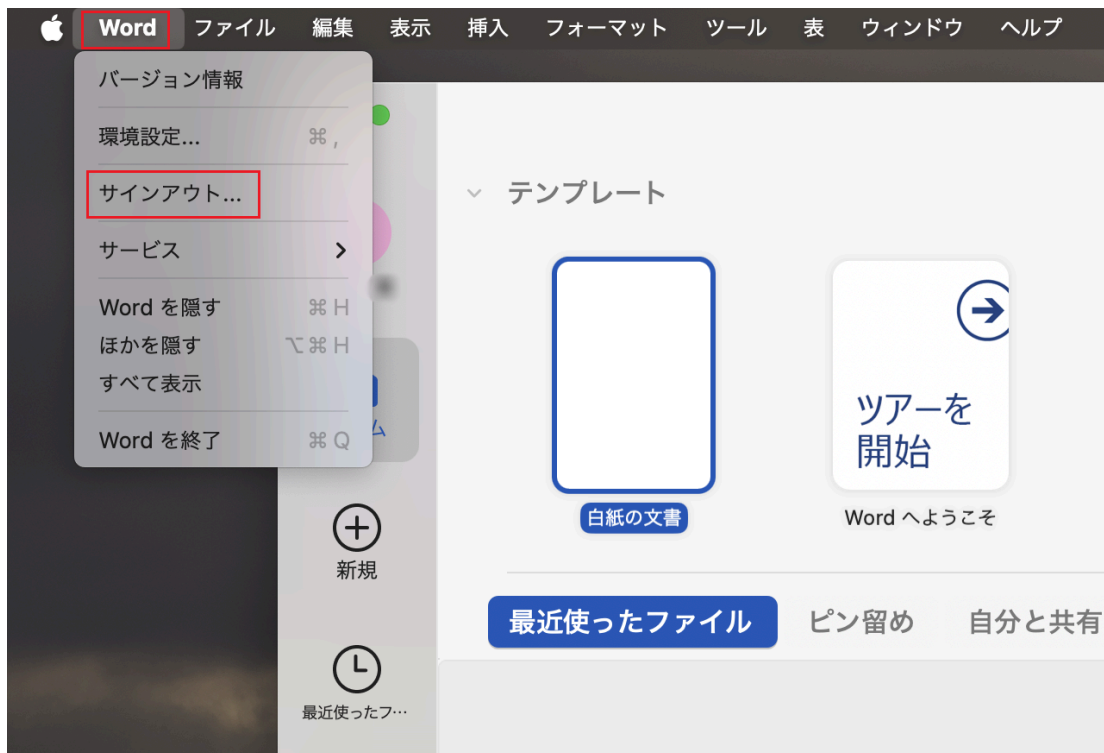 Word ファイル 編集 表示 挿入 フォーマット ツール 表 ウィンドウ ヘルプ
バージョン情報
環境設定... ⌘ ,
サインアウト...
サービス
Word を隠す ⌘ H
ほかを隠す ⌥ ⌘ H
すべて表示
Word を終了 ⌘ Q
ム
新規
最近使ったフ…
テンプレート
白紙の文書
ツアーを
開始
Word へようこそ
最近使ったファイル ピン留め 自分と共有